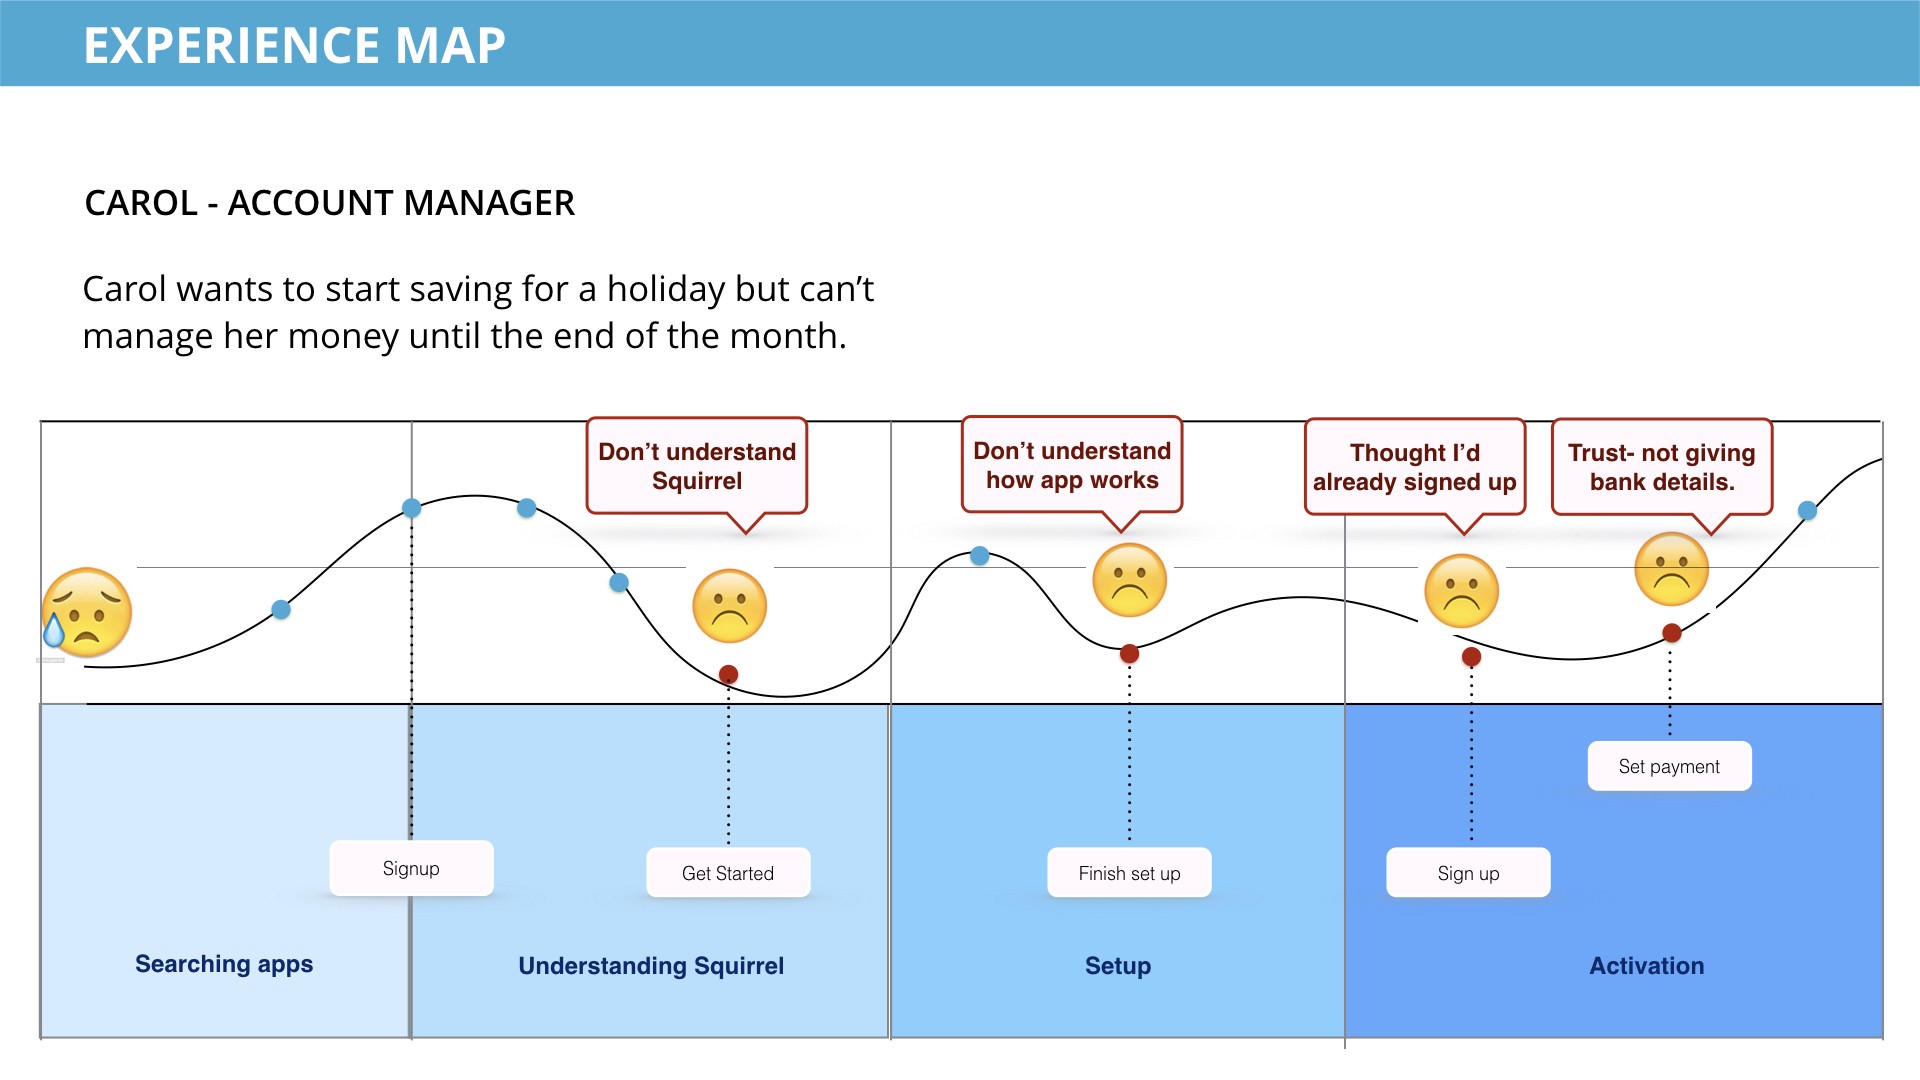 EXPERIENCE MAP
CAROL - ACCOUNT MANAGER
Carol wants to start saving for a holiday but can’t
manage her money until the end of the month.
Don’t understand
Squirrel
Don’t understand
how app works
Thought I’d
already signed up
Trust- not giving
bank details.
Set payment
Signup
Get Started
Finish set up
Sign up
Searching apps
Understanding Squirrel
Setup
Activation